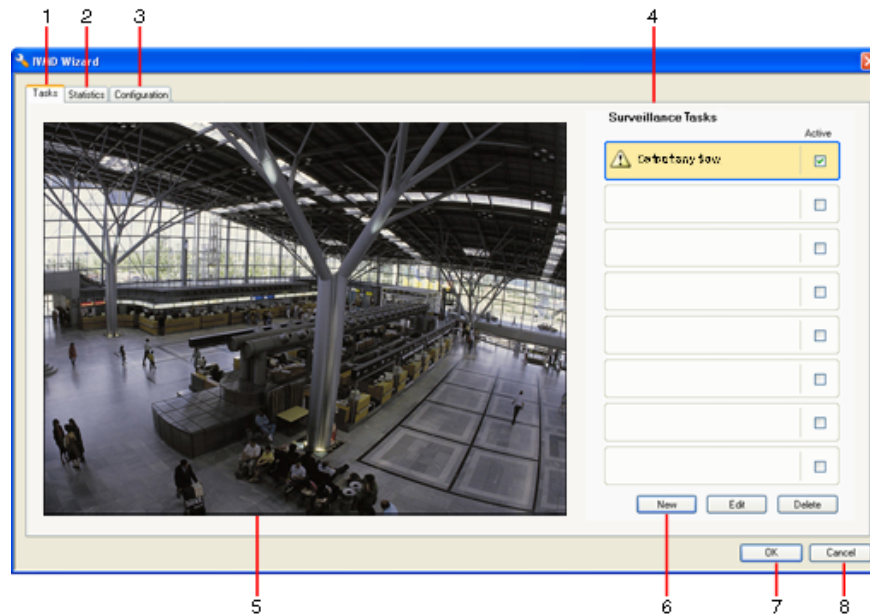 1
2
3
4
IVMD Wizard
Tasks
Statistics
Configuration
Surveillance Tasks
Active
New
Edit
Delete
OK
Cancel
5
6
7
8